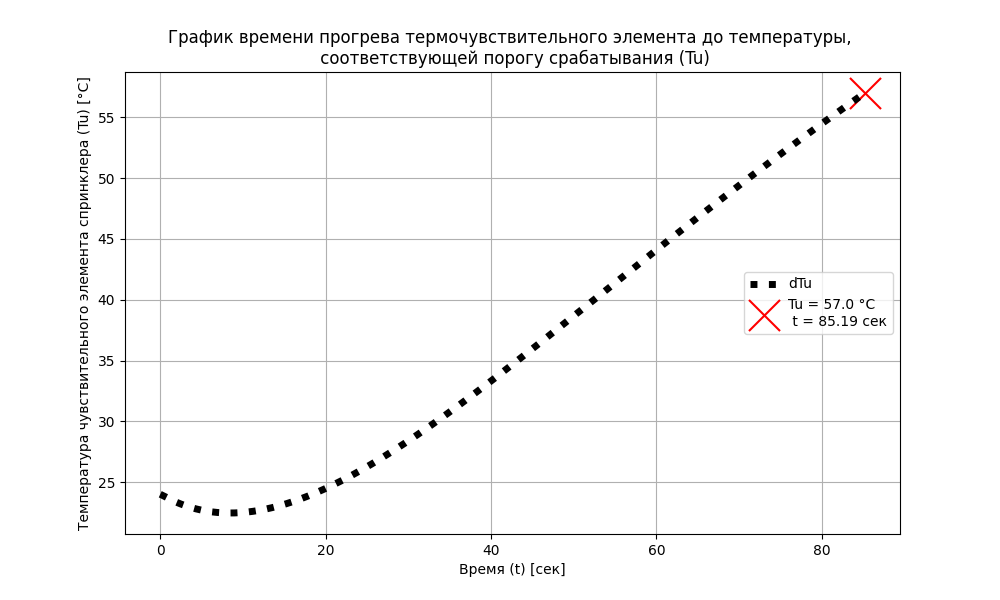 График времени прогрева термочувствительного элемента до температуры,
соответствующей порогу срабатывания (Tu)
Температура чувствительного элемента спринклера (Tu) [°C]
55
50
45
40
35
30
25
dTu
Tu = 57.0 °C
t = 85.19 сек
0
20
40
60
80
Время (t) [сек]